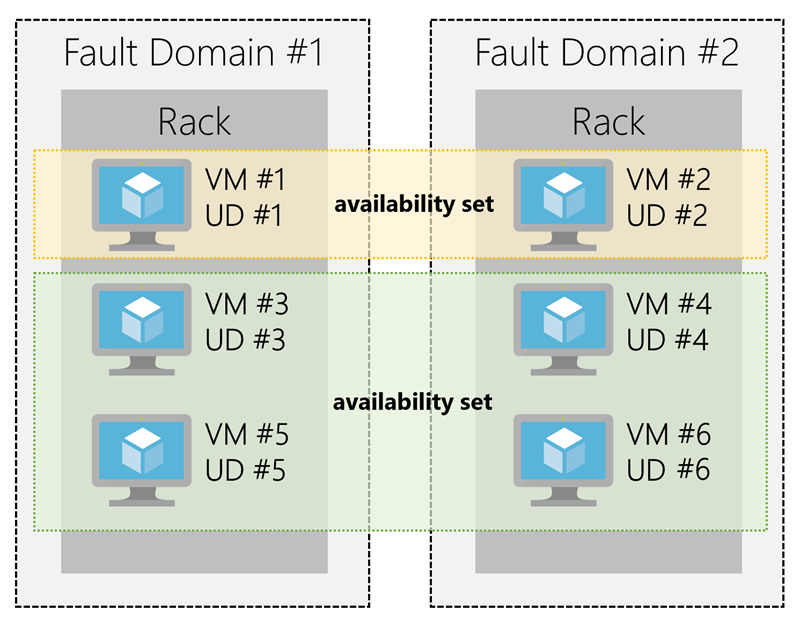 Fault Domain #1
Fault Domain #2
Rack
Rack
VM #1
UD #1
availability set
VM #2
UD #2
VM #3
UD #3
VM #4
UD #4
availability set
VM #5
UD #5
VM #6
UD #6